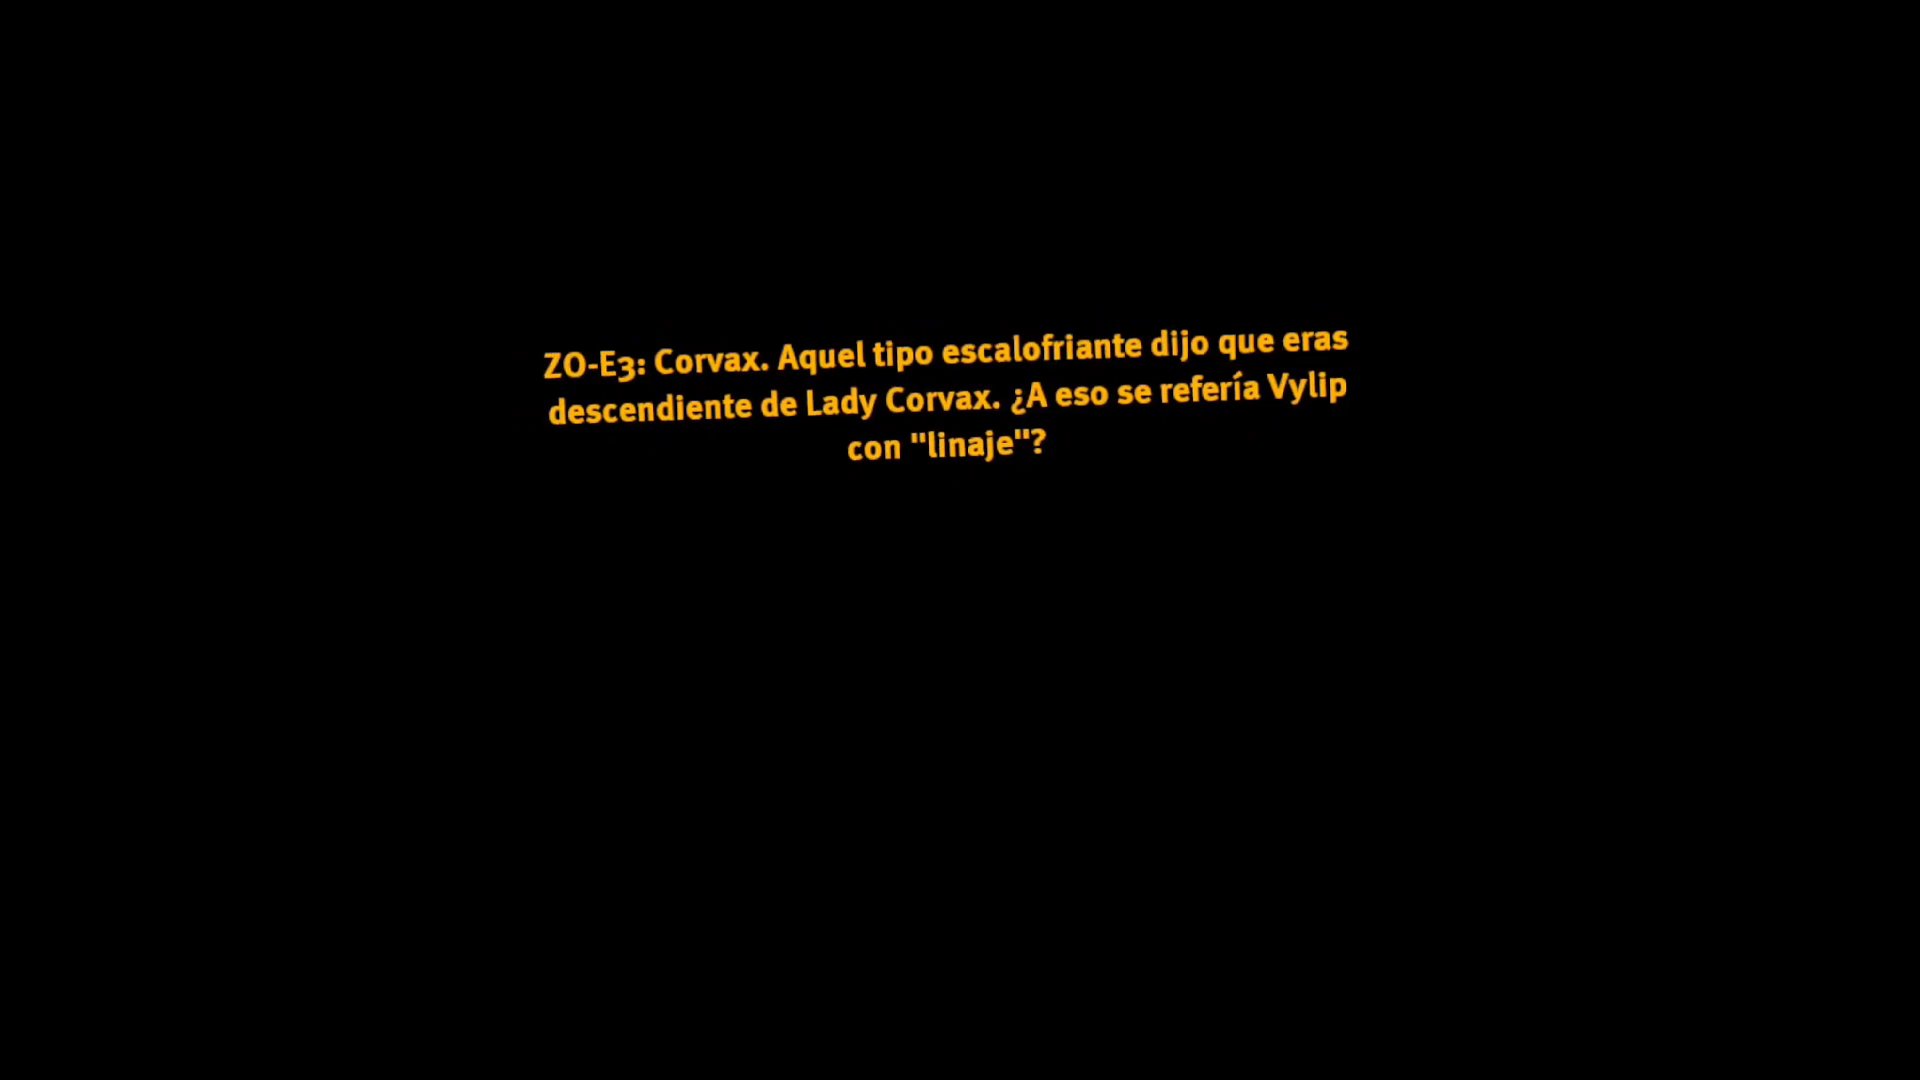 ZO-E3: Corvax. Aquel tipo escalofriante dijo que eras
descendiente de Lady Corvax. ¿A eso se refería Vylip
con "linaje"?